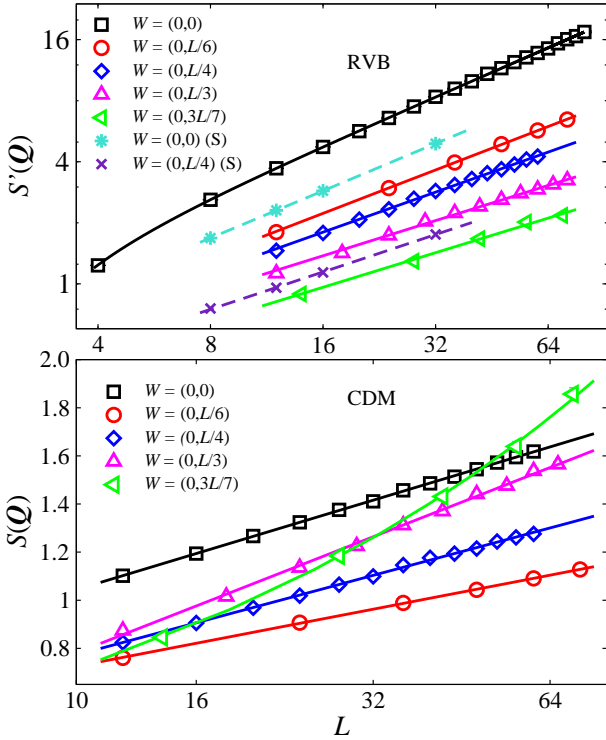 RVB
W = (0,0)
W = (0,L/6)
W = (0,L/4)
W = (0,L/3)
W = (0,3L/7)
W = (0,0) (S)
W = (0,L/4) (S)
S'(Q)
16
4
1
4 8 16 32 64
CDM
W = (0,0)
W = (0,L/6)
W = (0,L/4)
W = (0,L/3)
W = (0,3L/7)
S(Q)
2.0
1.8
1.6
1.4
1.2
1
0.8
10 16 32 64
L